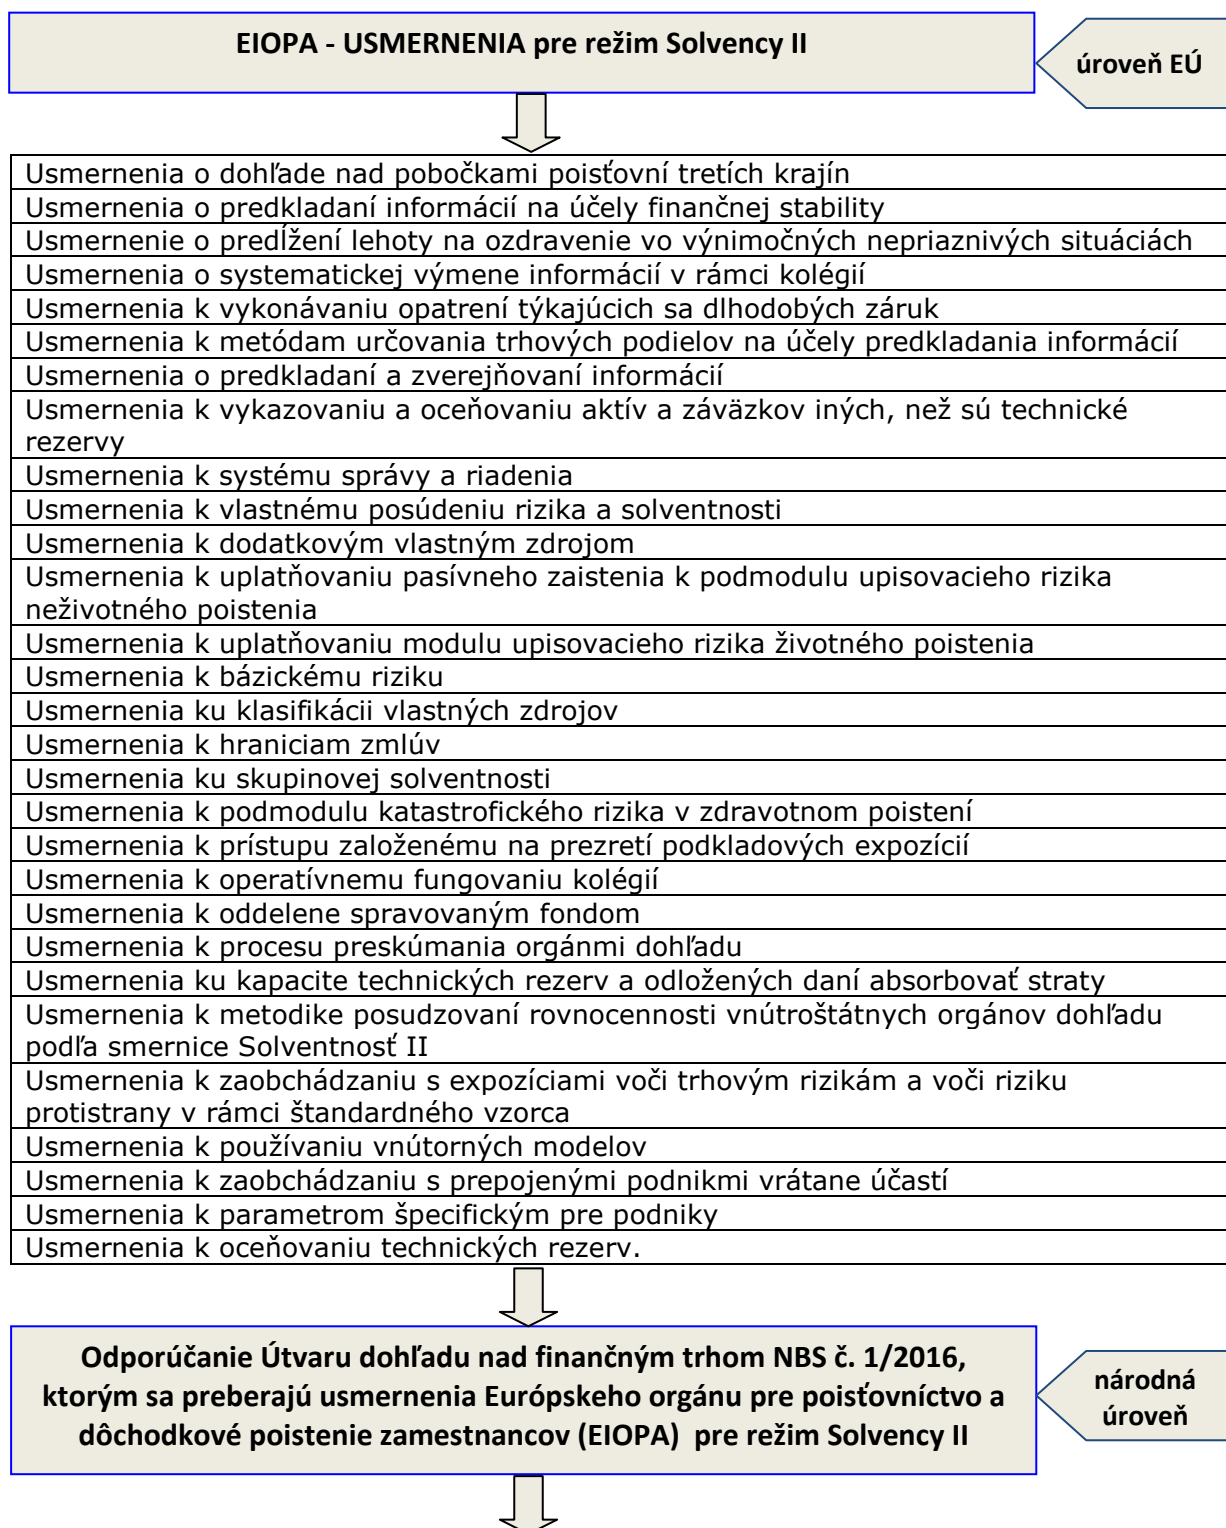 EIOPA - USMERNENIA pre režim Solvency II
úroveň EÚ
Usmernenia o dohľade nad pobočkami poisťovní tretích krajín
Usmernenia o predkladaní informácií na účely finančnej stability
Usmernenie o predĺžení lehoty na ozdravenie vo výnimočných nepriaznivých situáciách
Usmernenia o systematickej výmene informácií v rámci kolégií
Usmernenia k vykonávaniu opatrení týkajúcich sa dlhodobých záruk
Usmernenia k metódam určovania trhových podielov na účely predkladania informácií
Usmernenia o predkladaní a zverejňovaní informácií
Usmernenia k vykazovaniu a oceňovaniu aktív a záväzkov iných, než sú technické
rezervy
Usmernenia k systému správy a riadenia
Usmernenia k vlastnému posúdeniu rizika a solventnosti
Usmernenia k dodatkovým vlastným zdrojom
Usmernenia k uplatňovaniu pasívneho zaistenia k podmodulu upisovacieho rizika
neživotného poistenia
Usmernenia k uplatňovaniu modulu upisovacieho rizika životného poistenia
Usmernenia k bázickému riziku
Usmernenia ku klasifikácii vlastných zdrojov
Usmernenia k hraniciam zmlúv
Usmernenia ku skupinovej solventnosti
Usmernenia k podmodulu katastrofického rizika v zdravotnom poistení
Usmernenia k prístupu založenému na prezretí podkladových expozícií
Usmernenia k operatívnemu fungovaniu kolégií
Usmernenia k oddelene spravovaným fondom
Usmernenia k procesu preskúmania orgánmi dohľadu
Usmernenia ku kapacite technických rezerv a odložených daní absorbovať straty
Usmernenia k metodike posudzovaní rovnocennosti vnútroštátnych orgánov dohľadu
podľa smernice Solventnosť II
Usmernenia k zaobchádzaniu s expozíciami voči trhovým rizikám a voči riziku
protistrany v rámci štandardného vzorca
Usmernenia k používaniu vnútorných modelov
Usmernenia k zaobchádzaniu s prepojenými podnikmi vrátane účastí
Usmernenia k parametrom špecifickým pre podniky
Usmernenia k oceňovaniu technických rezerv.
Odporúčanie Útvaru dohľadu nad finančným trhom NBS č. 1/2016,
ktorým sa preberajú usmernenia Európskeho orgánu pre poisťovníctvo a
dôchodkové poistenie zamestnancov (EIOPA) pre režim Solvency II
národná
úroveň